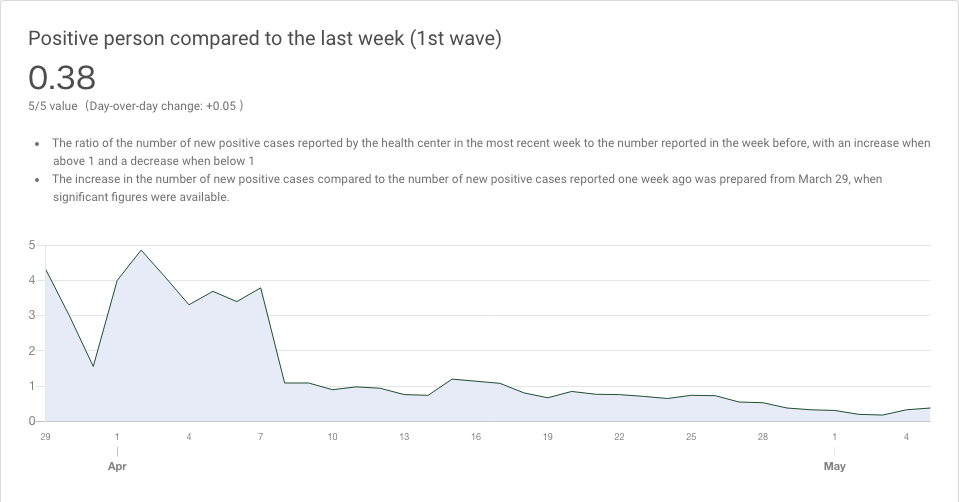 Positive person compared to the last week (1st wave)
0.38
5/5 value  (Day-over-day change: +0.05 )
• The ratio of the number of new positive cases reported by the health center in the most recent week to the number reported in the week before, with an increase when
above 1 and a decrease when below 1
• The increase in the number of new positive cases compared to the number of new positive cases reported one week ago was prepared from March 29, when
significant figures were available.
5
4
3
2
1
0
29 1 4 7 10 13 16 19 22 25 28 1 4
Apr May